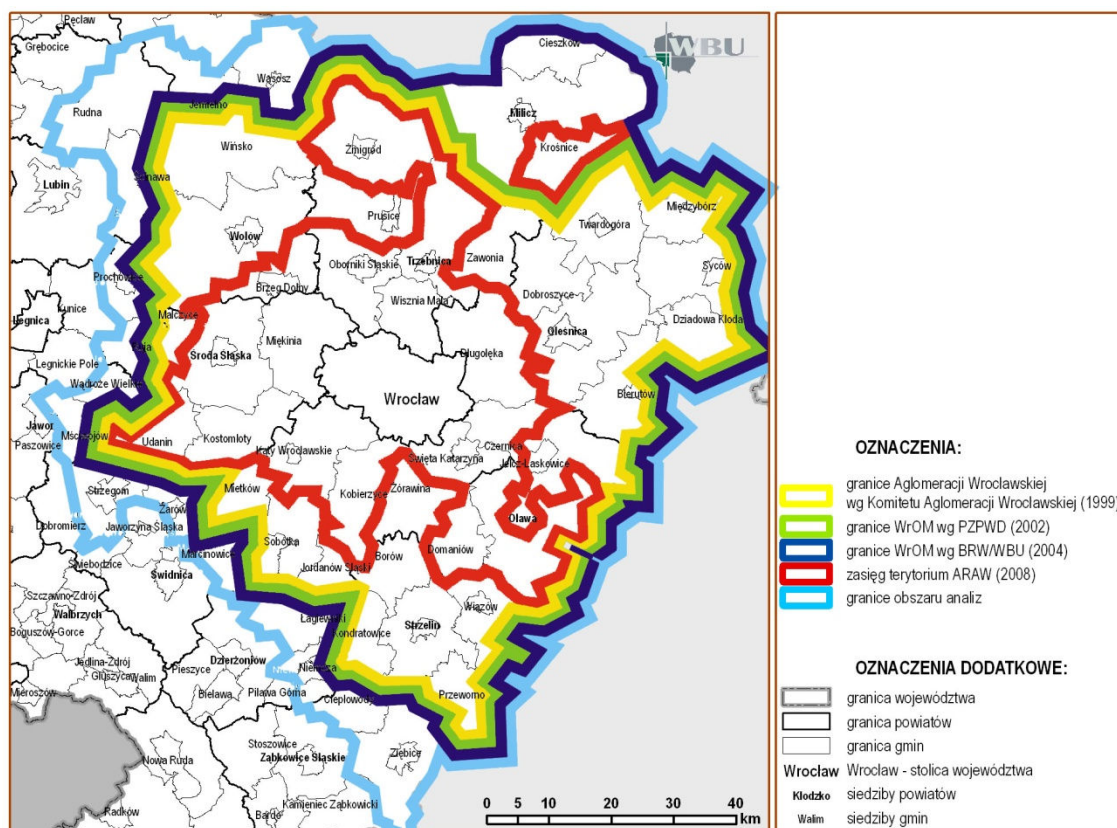 Pęcław
Grębocice
WBU
Cieszków
Wąsosz
Rudna
Jemielno
Milicz
Wińsko
Żmigród
Krośnice
Lubin
Ścinawa
Międzybórz
Prusice
Twardogóra
Wołów
Oborniki Śląskie
Trzebnica
Zawonia
Syców
Prochowice
Brzeg Dolny
Wisznia Mała
Dobroszyce
Kunice
Malczyce
Dziadowa Kłoda
Legnica
Oleśnica
Miękinia
Środa Śląska
Długołęka
Ruja
Legnickie Pole
Wądroże Wielkie
Wrocław
Bierutów
Jawor
Mściwojów
Udanin
Kostomłoty
Paszowice
Kąty Wrocławskie
Święta Katarzyna
Czernica
Jelcz-Laskowice
Strzegom
Mietków
Kobierzyce
Żórawina
Żarów
Oława
Dobromierz
Jaworzyna Śląska
Sobótka
Marcinowice
Borów
Domaniów
Świebodzice
Jordanów Śląski
Świdnica
Szczawno-Zdrój
Wiązów
Wałbrzych
Łagiewniki
Strzelin
Boguszów-Gorce
Kondratowice
Jedlina-Zdrój
Dzierżoniów
Głuszyca
Walim
Pieszyce
Niemcza
Mieroszów
Bielawa
Piława Górna
Ciepłowody
Przeworno
Stoszowice
Ziębice
Nowa Ruda
Ząbkowice Śląskie
Kamieniec Ząbkowicki
Radków
Bardo
0 5 10 20 30 40
km
OZNACZENIA:
granice Aglomeracji Wrocławskiej
wg Komitetu Aglomeracji Wrocławskiej (1999)
granice WrOM wg PZPWD (2002)
granice WrOM wg BRW/WBU (2004)
zasięg terytorium ARAW (2008)
granice obszaru analiz
OZNACZENIA DODATKOWE:
granica województwa
granica powiatów
granica gmin
Wrocław Wrocław - stolica województwa
Kłodzko siedziby powiatów
Walim siedziby gmin